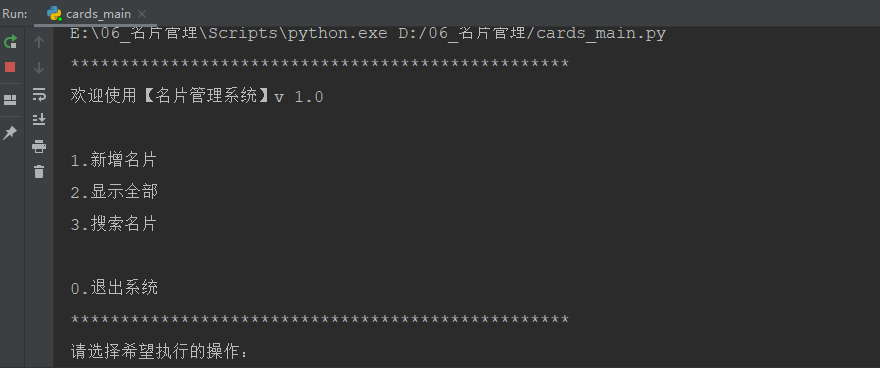 Run: cards_main
E:\06_名片管理\Scripts\python.exe D:/06_名片管理/cards_main.py
**************************************************
欢迎使用【名片管理系统】v 1.0
1.新增名片
2.显示全部
3.搜索名片
0.退出系统
**************************************************
请选择希望执行的操作：